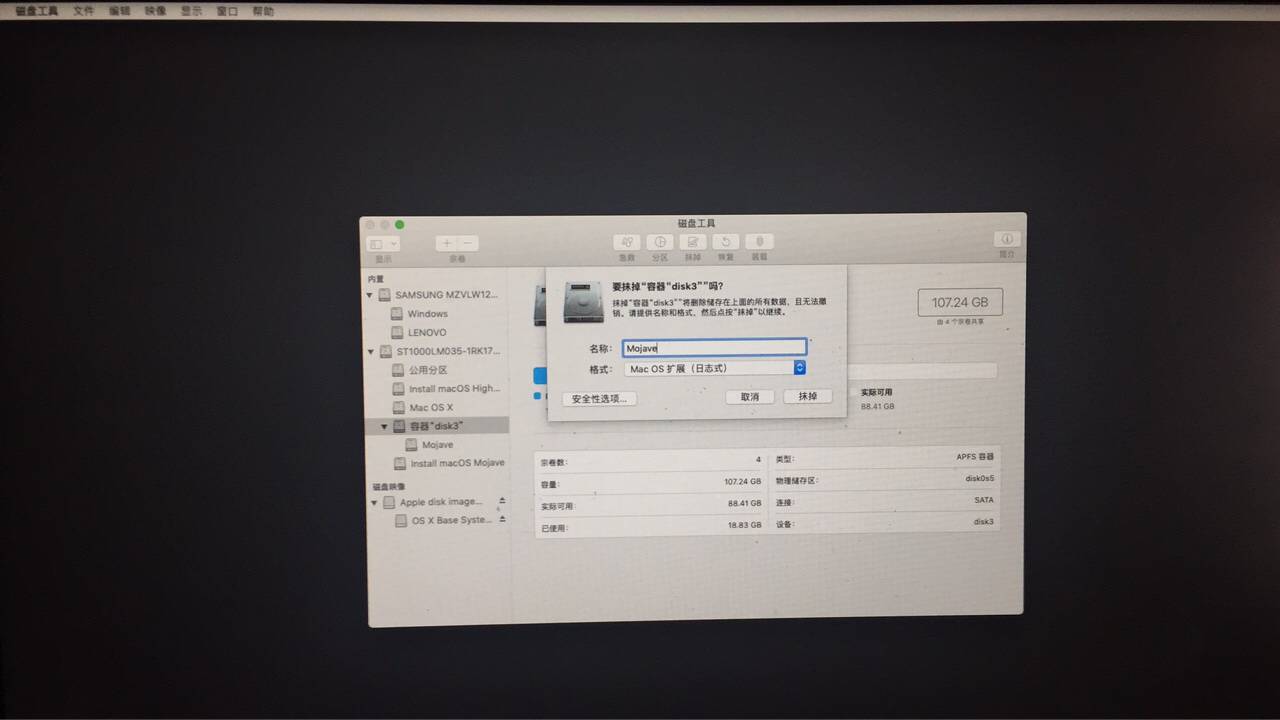 磁盘工具 文件 编辑 映像 显示 窗口 帮助
磁盘工具
显示 宗卷 急救 分区 抹掉 恢复 装载 简介
内置
SAMSUNG MZVLW12...
Windows
LENOVO
ST1000LM035-1RK17...
公用分区
Install macOS High...
Mac OS X
容器“disk3”
Mojave
Install macOS Mojave
磁盘映像
Apple disk image...
OS X Base Syste...
要抹掉“容器“disk3””吗?
抹掉“容器“disk3””将删除储存在上面的所有数据，且无法撤
销。请提供名称和格式，然后点按“抹掉”以继续。
名称: Mojave
格式: Mac OS 扩展（日志式）
安全性选项... 取消 抹掉
107.24 GB
由 4 个宗卷共享
实际可用
88.41 GB
宗卷数: 4
容量: 107.24 GB
实际可用: 88.41 GB
已使用: 18.83 GB
类型: APFS 容器
物理储存区: disk0s5
连接: SATA
设备: disk3